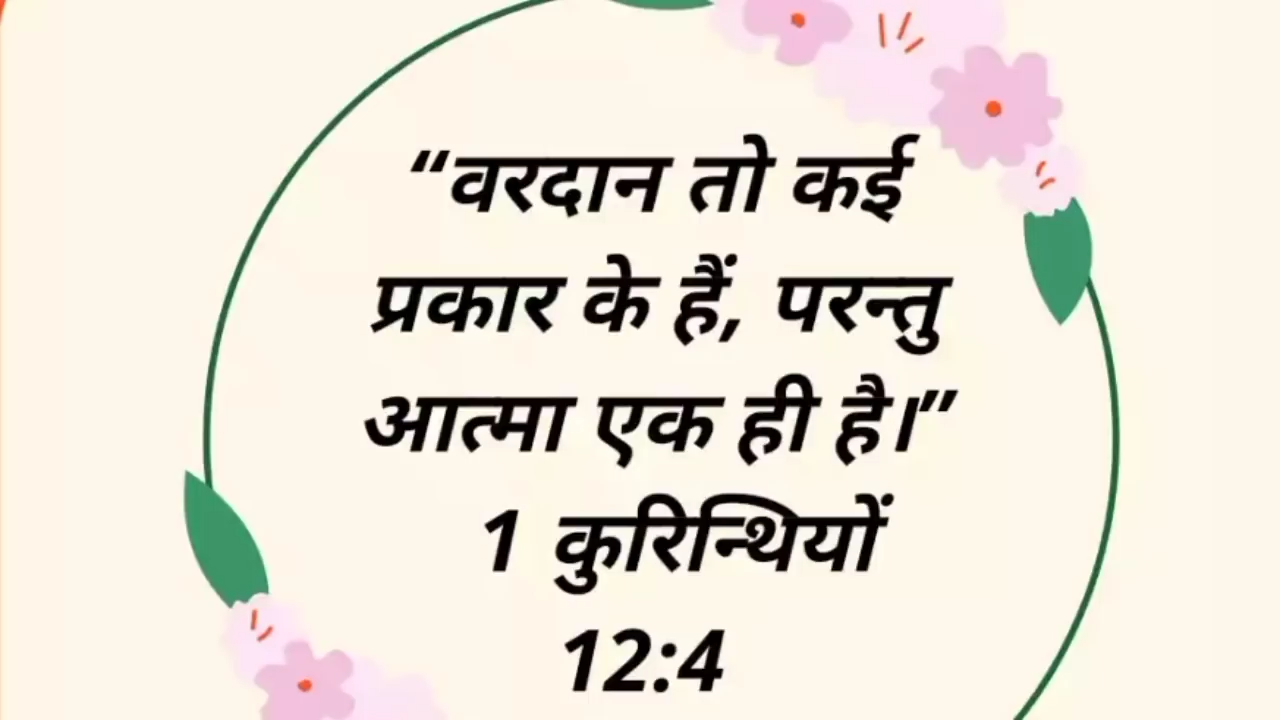 “वरदान तो कई
प्रकार के हैं, परन्तु
आत्मा एक ही है।”
1 कुरिन्थियों
12:4